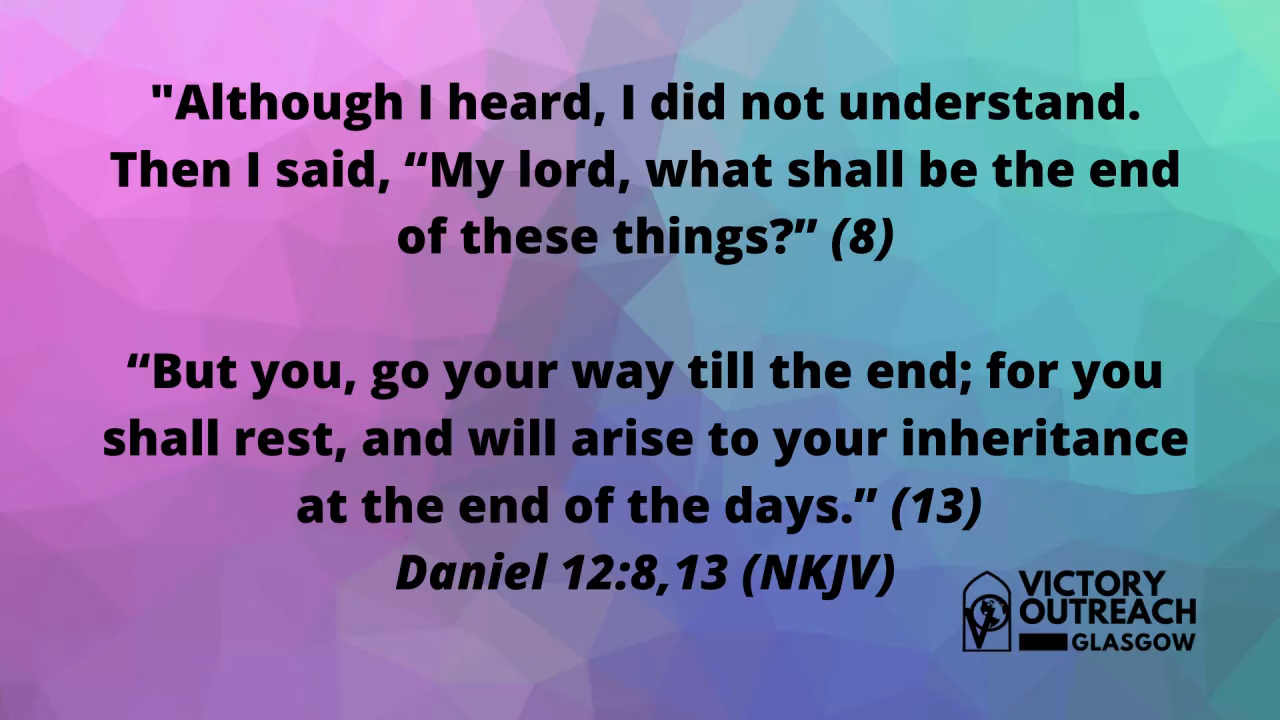 "Although I heard, I did not understand.
Then I said, “My lord, what shall be the end
of these things?” (8)
“But you, go your way till the end; for you
shall rest, and will arise to your inheritance
at the end of the days.” (13)
Daniel 12:8,13 (NKJV)
VICTORY
OUTREACH
GLASGOW